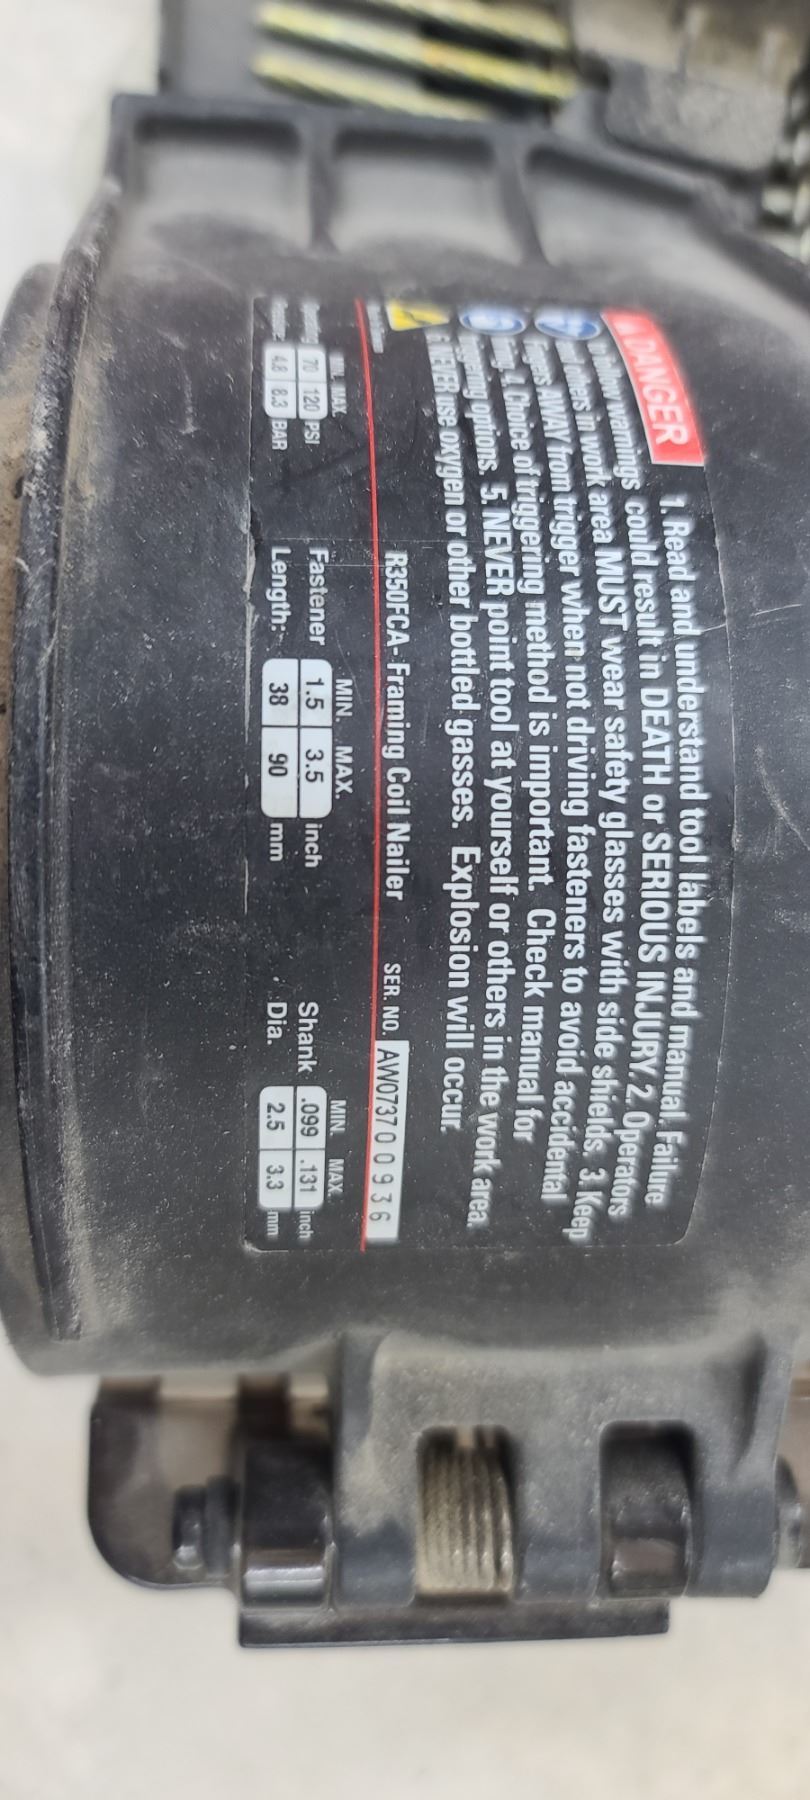 DANGER
1. Read and understand tool labels and manual. Failure
to follow warnings could result in DEATH or SERIOUS INJURY. 2. Operators
and others in work area MUST wear safety glasses with side shields. 3. Keep
fingers AWAY from trigger when not driving fasteners to avoid accidental
firing. 4. Choice of triggering method is important. Check manual for
triggering options. 5. NEVER point tool at yourself or others in the work area.
6. NEVER use oxygen or other bottled gasses. Explosion will occur.
R350FCA- Framing Coil Nailer SER. NO. AW073700936
MIN. MAX. MIN. MAX. MIN. MAX.
70 120 PSI Fastener 1.5 3.5 inch Shank .099 .131 inch
4.8 8.3 BAR Length: 38 90 mm Dia. 2.5 3.3 mm